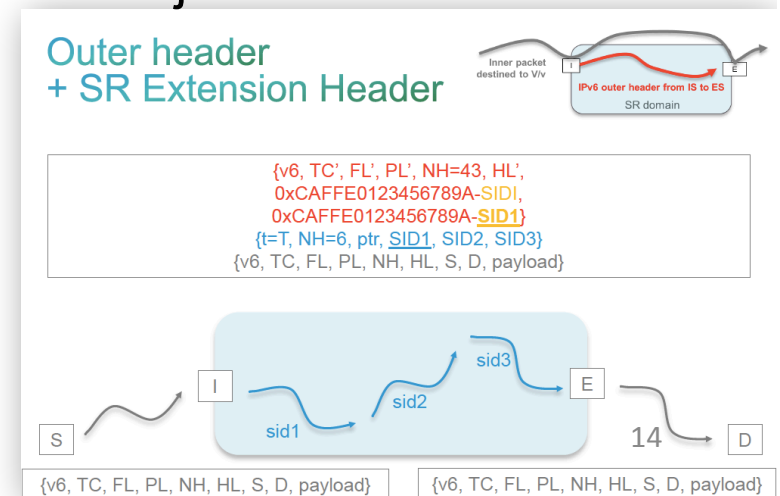 Outer header
+ SR Extension Header
Inner packet
destined to V/v
I
E
IPv6 outer header from IS to ES
SR domain
{v6, TC’, FL’, PL’, NH=43, HL’,
0xCAFFE0123456789A-SIDI,
0xCAFFE0123456789A-SID1}
{t=T, NH=6, ptr, SID1, SID2, SID3}
{v6, TC, FL, PL, NH, HL, S, D, payload}
I
sid3
E
sid2
sid1
S
14
D
{v6, TC, FL, PL, NH, HL, S, D, payload}
{v6, TC, FL, PL, NH, HL, S, D, payload}